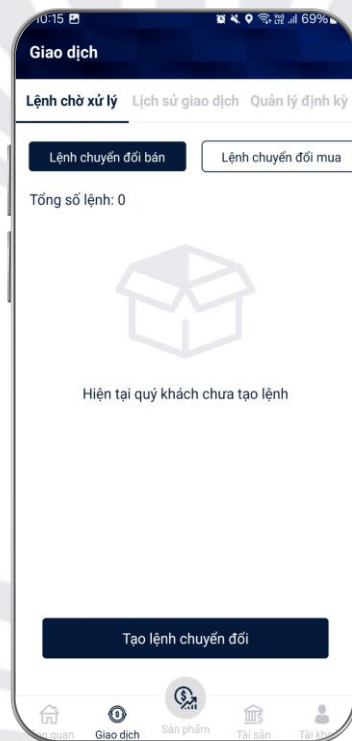 10:15 69%
Giao dịch
Lệnh chờ xử lý Lịch sử giao dịch Quản lý định kỳ
Lệnh chuyển đổi bán Lệnh chuyển đổi mua
Tổng số lệnh: 0
Hiện tại quý khách chưa tạo lệnh
Tạo lệnh chuyển đổi
quan Giao dịch Sản phẩm Tài sản Tài